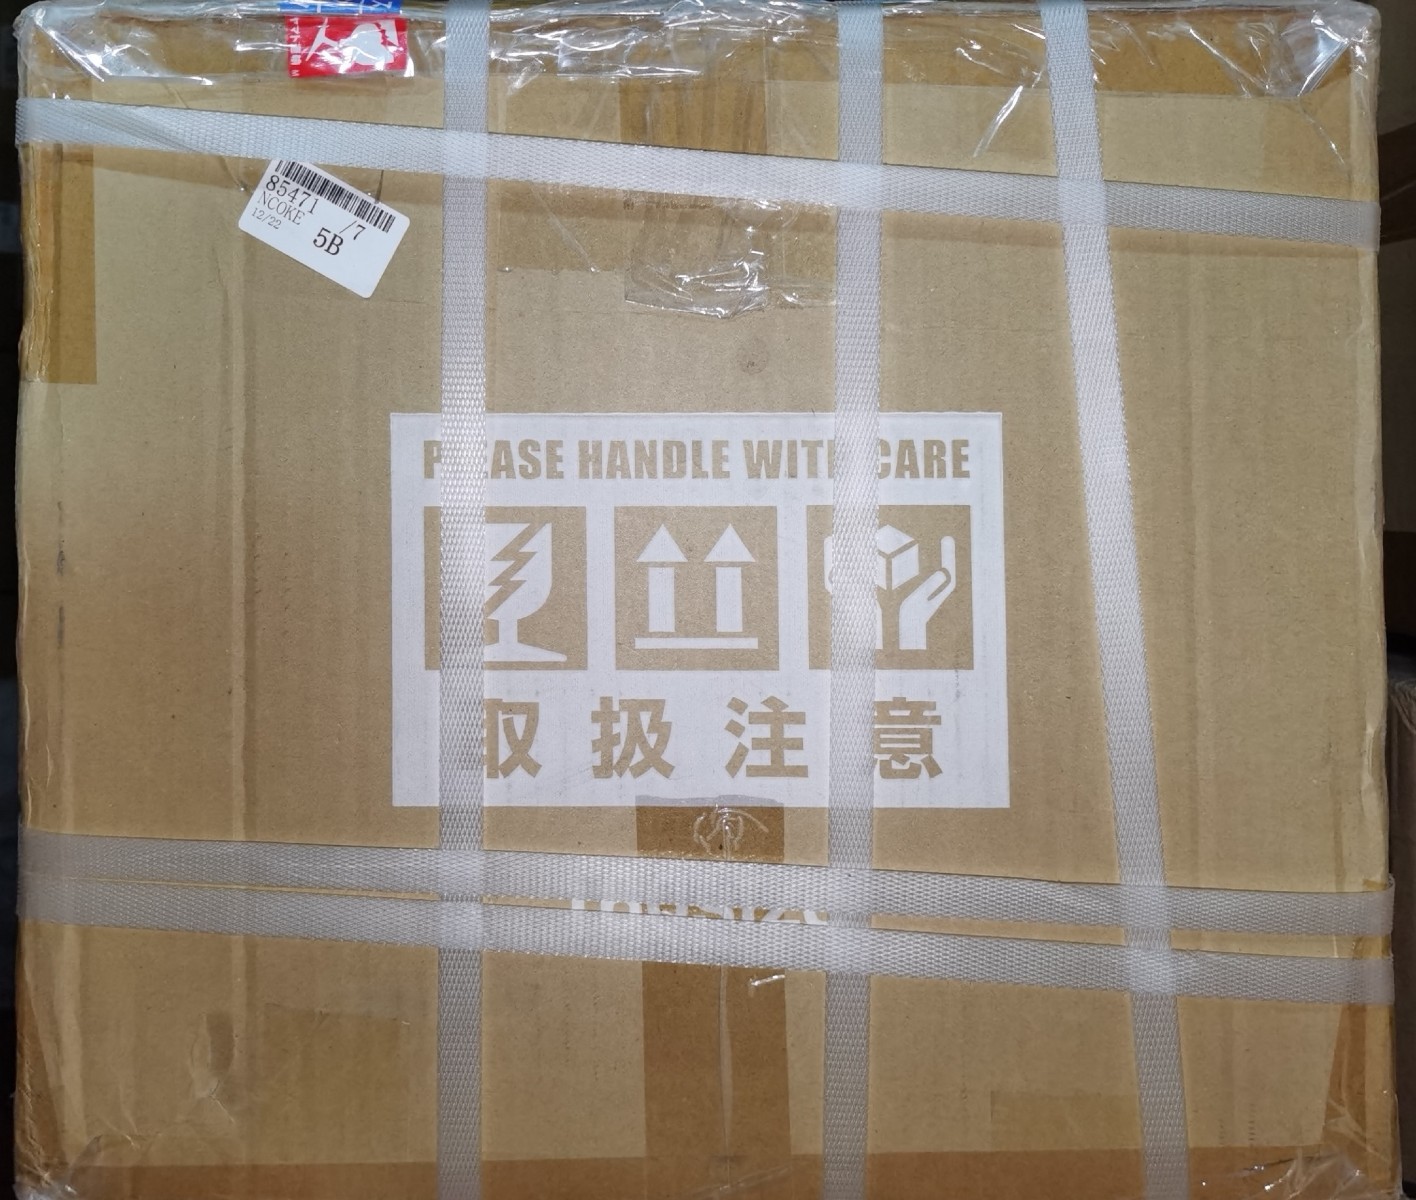 85471 /7
NCOKE
12/22
5B
PLEASE HANDLE WITH CARE
取扱注意